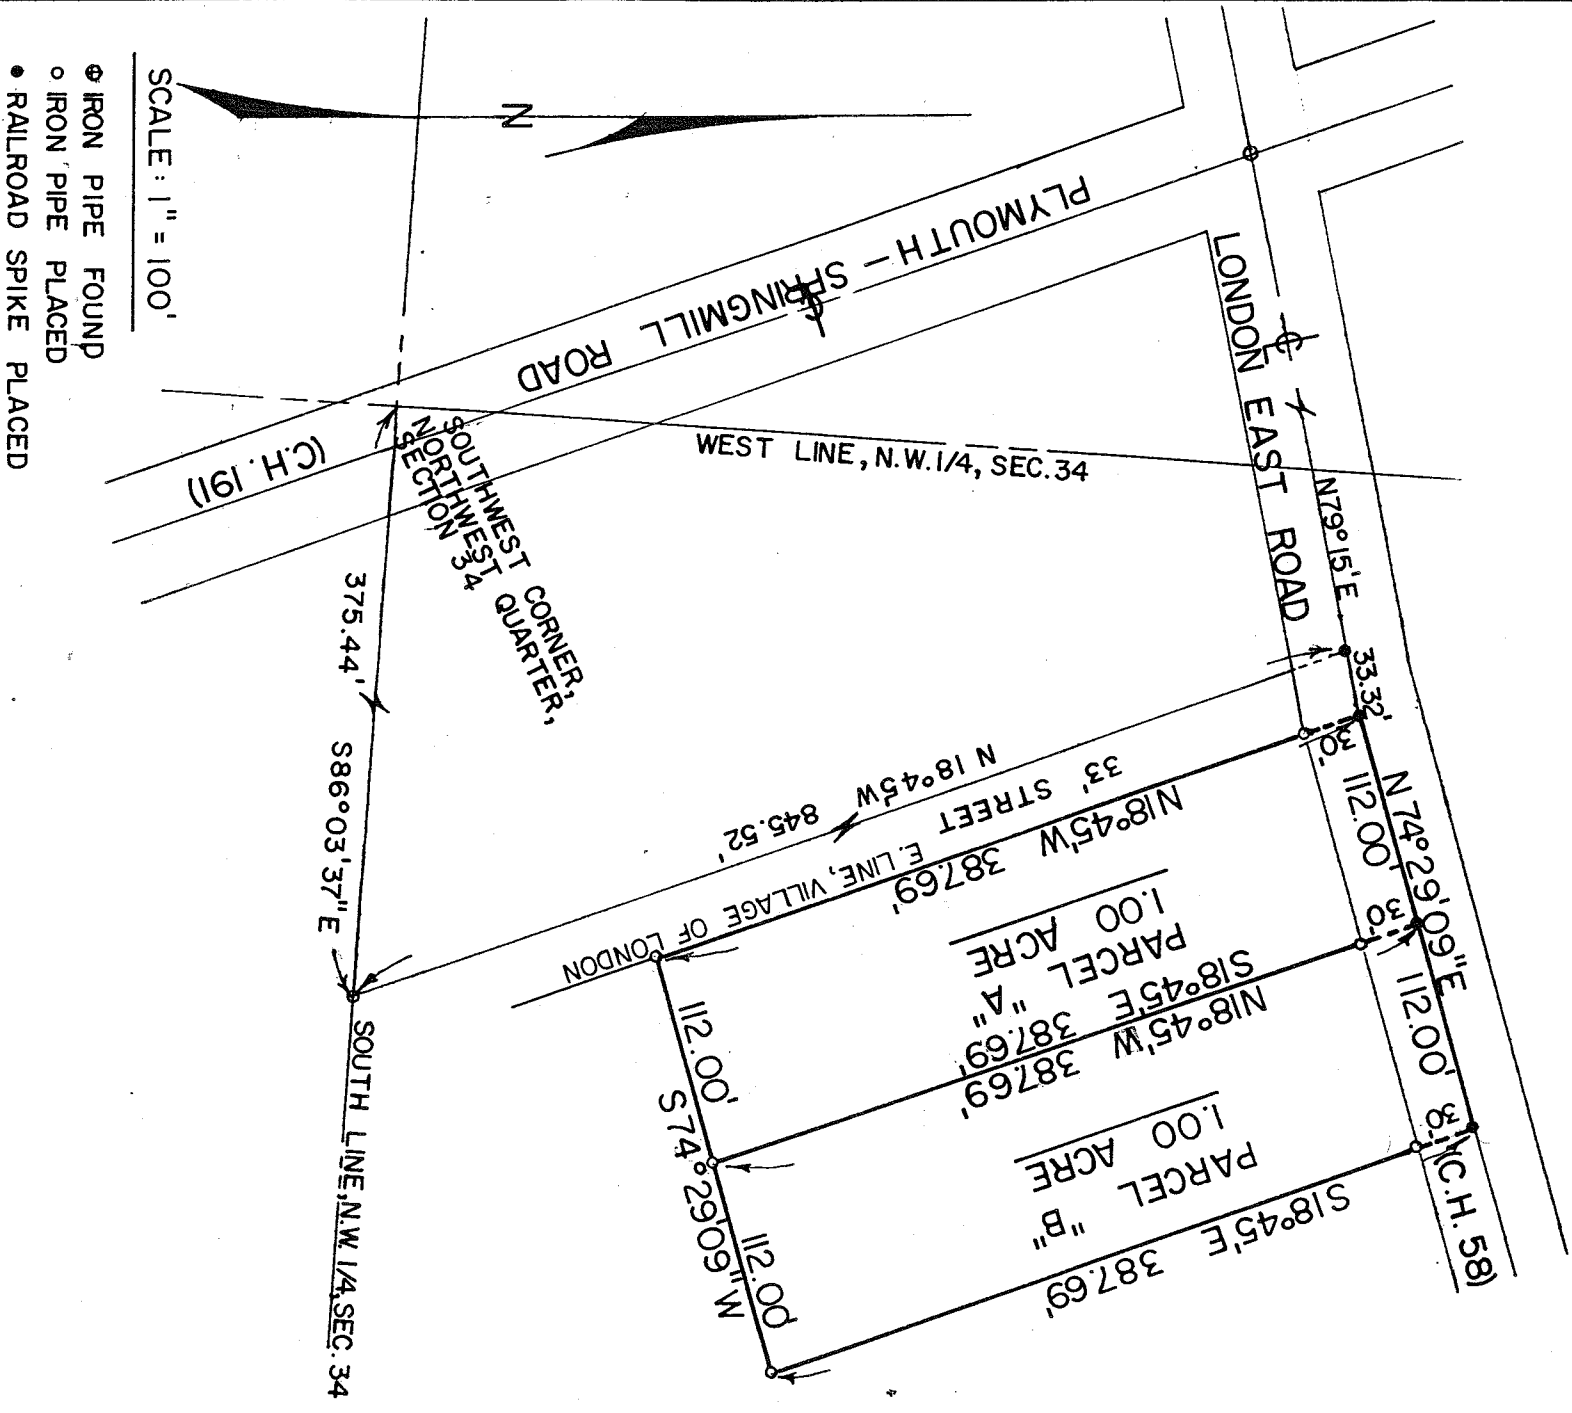 SCALE: 1" = 100'
IRON PIPE FOUND
IRON PIPE PLACED
RAILROAD SPIKE PLACED
N
PLYMOUTH - SPRINGMILL ROAD
(C.H. 191)
LONDON EAST ROAD
N79°15'E
33.32'
WEST LINE, N.W. 1/4, SEC. 34
SOUTHWEST CORNER,
NORTHWEST QUARTER,
SECTION 34
375.44'
S86°03'37"E
SOUTH LINE, N.W. 1/4, SEC. 34
N 18°45'W
845.52'
33' STREET
E. LINE, VILLAGE OF LONDON
N18°45'W 387.69'
30'
112.00'
N 74°29'09"E
30'
112.00'
30'
(C.H. 58)
PARCEL "A"
1.00 ACRE
S18°45'E 387.69'
N18°45'W 387.69'
PARCEL "B"
1.00 ACRE
S18°45'E 387.69'
112.00'
S74°29'09"W
112.00'